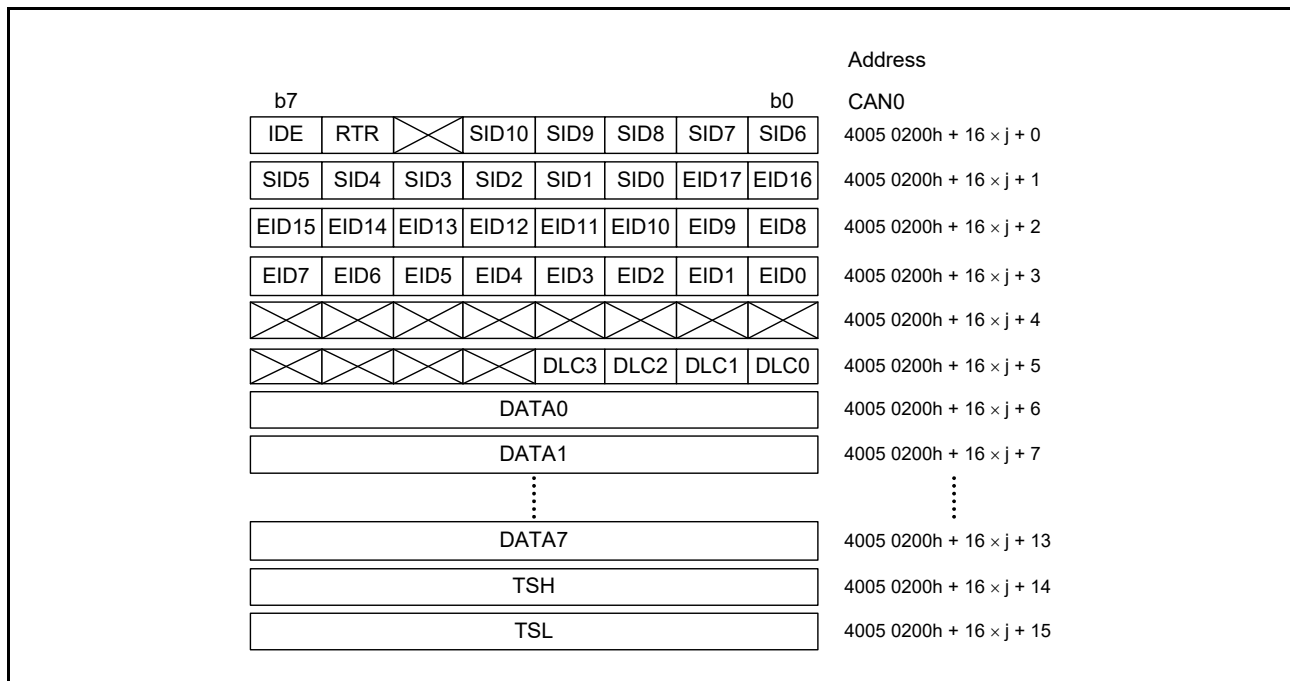 Address
b7 b0 CAN0
IDE RTR SID10 SID9 SID8 SID7 SID6 4005 0200h + 16 × j + 0
SID5 SID4 SID3 SID2 SID1 SID0 EID17 EID16 4005 0200h + 16 × j + 1
EID15 EID14 EID13 EID12 EID11 EID10 EID9 EID8 4005 0200h + 16 × j + 2
EID7 EID6 EID5 EID4 EID3 EID2 EID1 EID0 4005 0200h + 16 × j + 3
4005 0200h + 16 × j + 4
DLC3 DLC2 DLC1 DLC0 4005 0200h + 16 × j + 5
DATA0 4005 0200h + 16 × j + 6
DATA1 4005 0200h + 16 × j + 7
DATA7 4005 0200h + 16 × j + 13
TSH 4005 0200h + 16 × j + 14
TSL 4005 0200h + 16 × j + 15